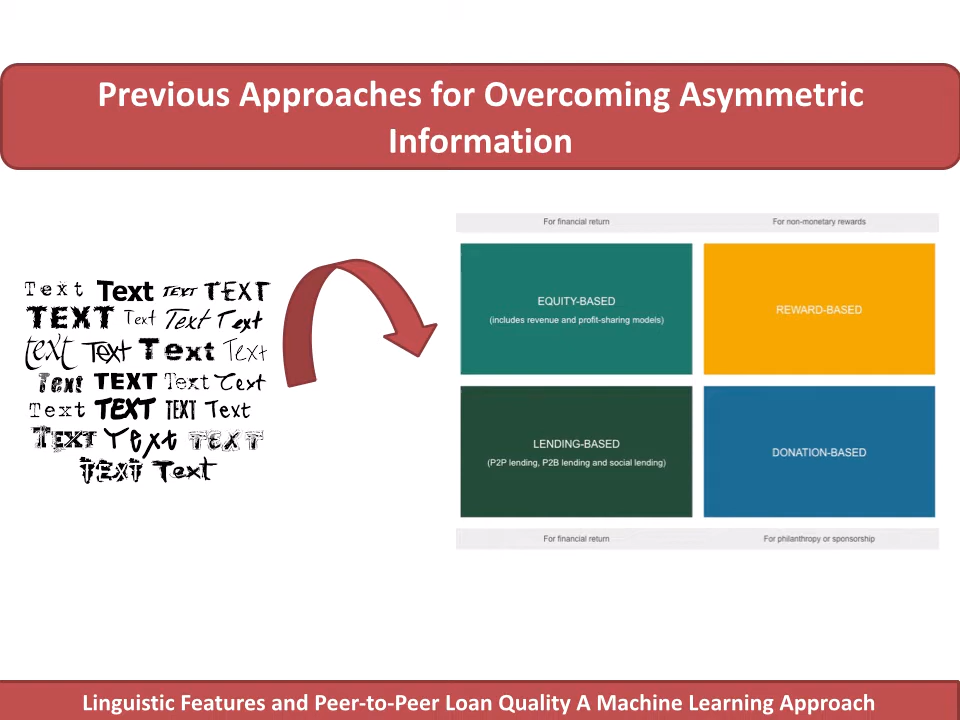 Previous Approaches for Overcoming Asymmetric
Information
For financial return For non-monetary rewards
EQUITY-BASED
(includes revenue and profit-sharing models)
REWARD-BASED
Text Text TEXT TEXT
TEXT Text Text Text
text Text Text Text
Text TEXT Text Text
Text TEXT TEXT Text
TEXT Text TEXT
TEXT Text
LENDING-BASED
(P2P lending, P2B lending and social lending)
DONATION-BASED
For financial return For philanthropy or sponsorship
Linguistic Features and Peer-to-Peer Loan Quality A Machine Learning Approach